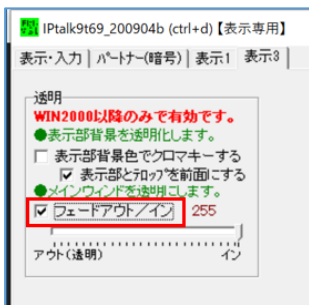 IPtalk9t69_200904b (ctrl+d)【表示専用】
表示・入力 パートナー(暗号) 表示1 表示3
透明
WIN2000以降のみで有効です。
●表示部背景を透明化します。
表示部背景色でクロマキーする
表示部とテロップを前面にする
●メインウィンドを透明にします。
フェードアウト/イン 255
アウト(透明) イン